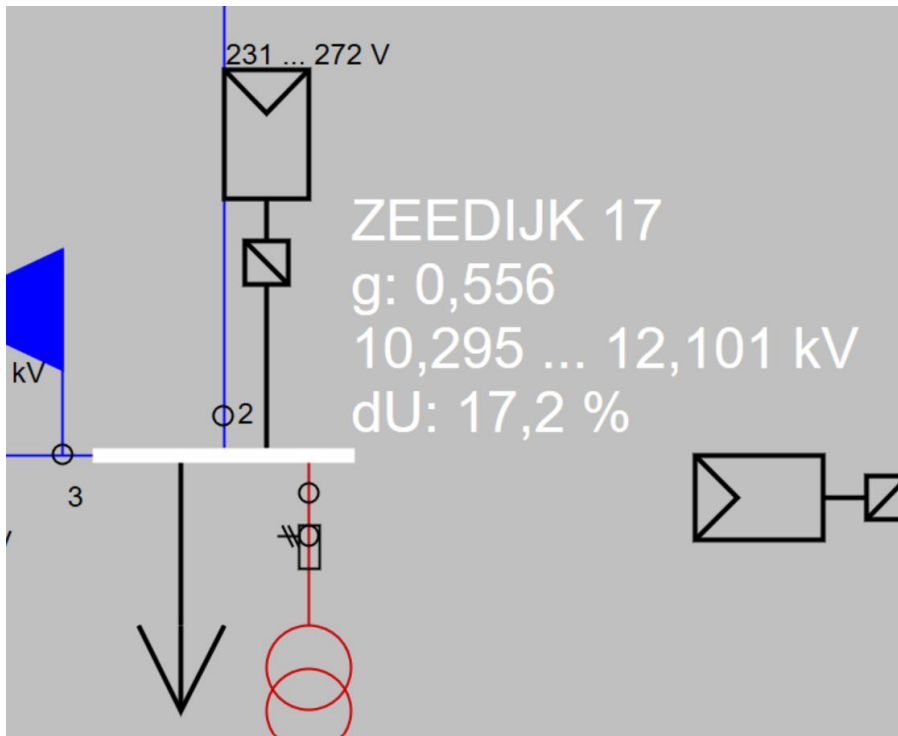 231 ... 272 V
ZEEDIJK 17
g: 0,556
10,295 ... 12,101 kV
dU: 17,2 %
kV
2
3